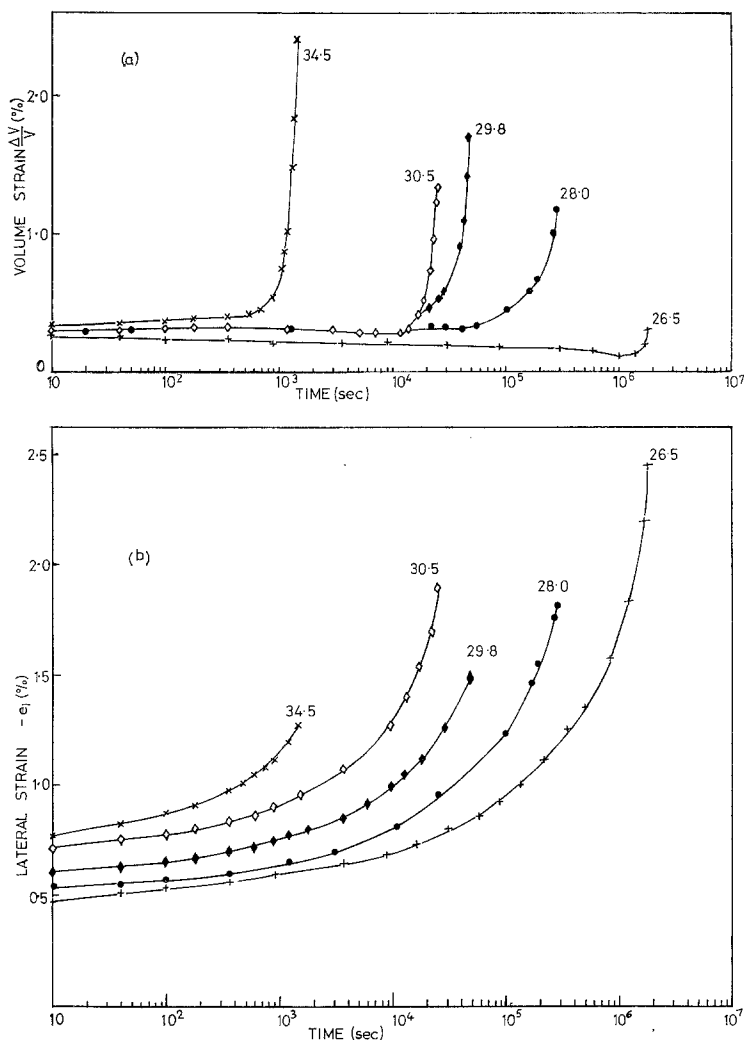 (a)
34·5
2·0
29·8
30·5
28·0
1·0
26·5
0
VOLUME STRAIN ΔV/V (%)
10 10² 10³ 10⁴ 10⁵ 10⁶ 10⁷
TIME (sec)
2·5
26·5
(b)
2·0
30·5
28·0
1·5
29·8
34·5
1·0
0·5
LATERAL STRAIN -e₁ (%)
10 10² 10³ 10⁴ 10⁵ 10⁶ 10⁷
TIME (sec)